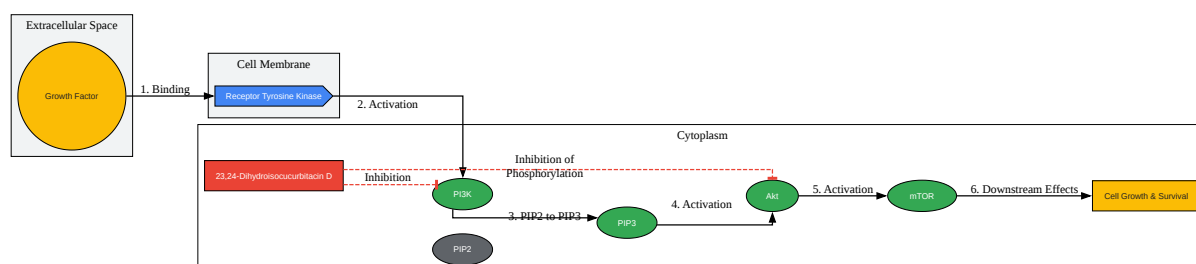 Extracellular Space
Growth Factor
1. Binding
Cell Membrane
Receptor Tyrosine Kinase
2. Activation
Cytoplasm
23,24-Dihydroisocucurbitacin D
Inhibition
Inhibition of
Phosphorylation
PI3K
3. PIP2 to PIP3
PIP2
PIP3
4. Activation
Akt
5. Activation
mTOR
6. Downstream Effects
Cell Growth & Survival